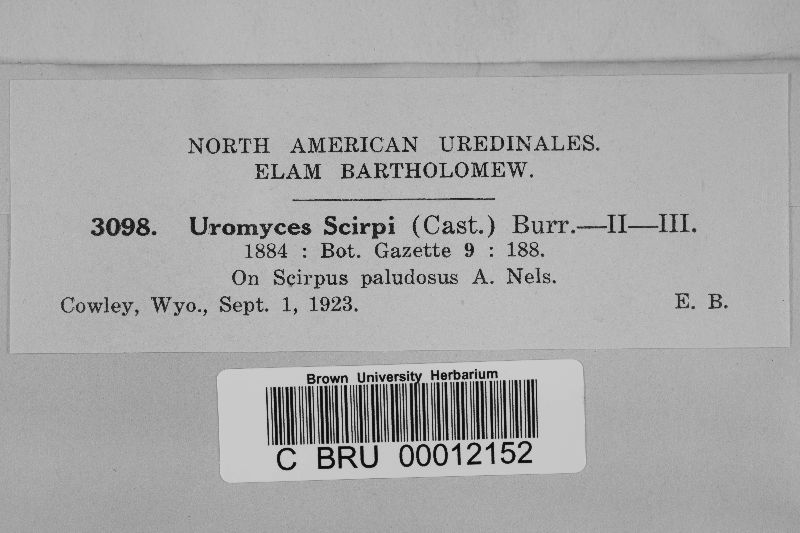 NORTH AMERICAN UREDINALES.
ELAM BARTHOLOMEW.
3098. Uromyces Scirpi (Cast.) Burr.—II—III.
1884 : Bot. Gazette 9 : 188.
On Scirpus paludosus A. Nels.
Cowley, Wyo., Sept. 1, 1923. E. B.
Brown University Herbarium
C BRU 00012152